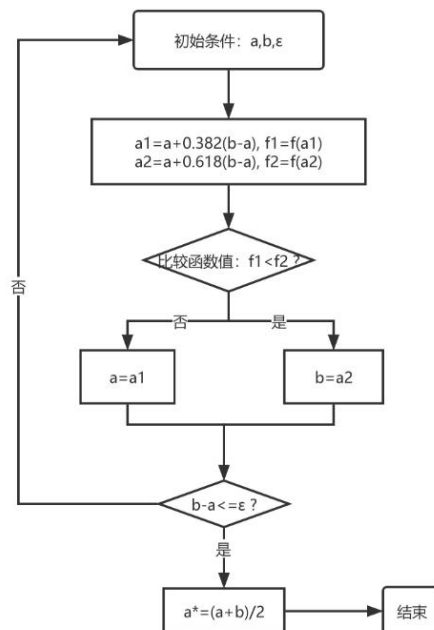 初始条件：a,b,ε
a1=a+0.382(b-a), f1=f(a1)
a2=a+0.618(b-a), f2=f(a2)
比较函数值：f1<f2？
否
否
是
a=a1
b=a2
b-a<=ε？
是
a*=(a+b)/2
结束